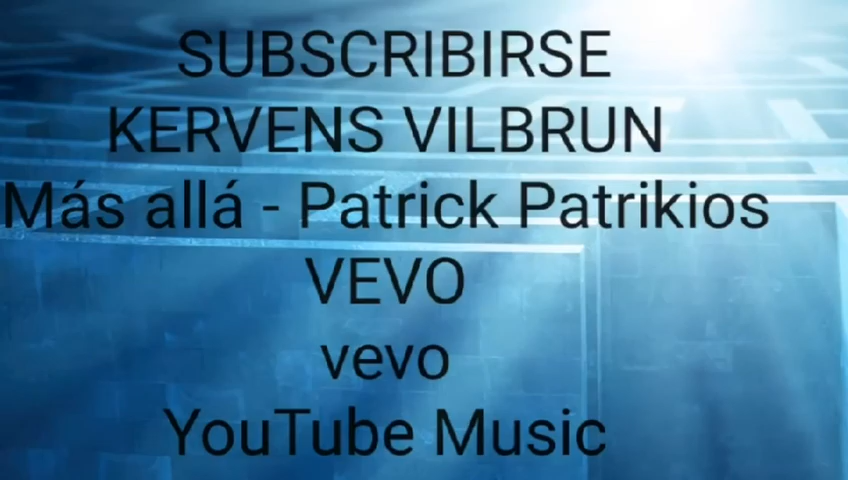 SUBSCRIBIRSE
KERVENS VILBRUN
Más allá - Patrick Patrikios
VEVO
vevo
YouTube Music